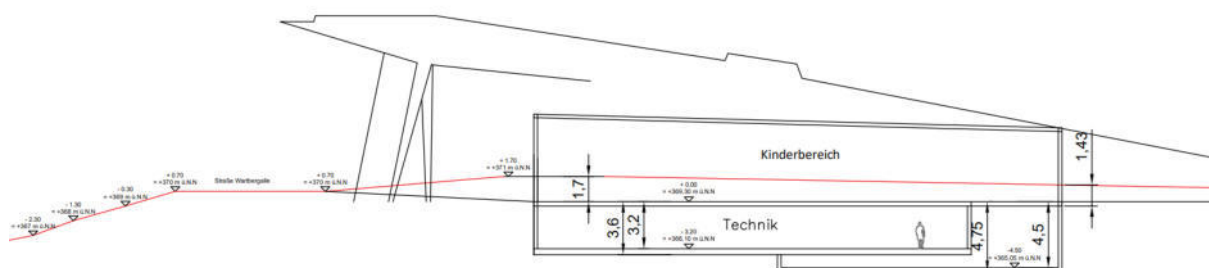 - 2.30
= +367 m ü.N.N
- 1.30
= +368 m ü.N.N
- 0.30
= +369 m ü.N.N
+ 0.70
= +370 m ü.N.N
Straße Wartbergalle
+ 0.70
= +370 m ü.N.N
+ 1.70
= +371 m ü.N.N
1,7
Kinderbereich
1,43
+ 0.00
= +369,30 m ü.N.N
3,6
3,2
Technik
- 3.20
= +366,10 m ü.N.N
4,75
4,5
-4.50
= +365.05 m ü.N.N